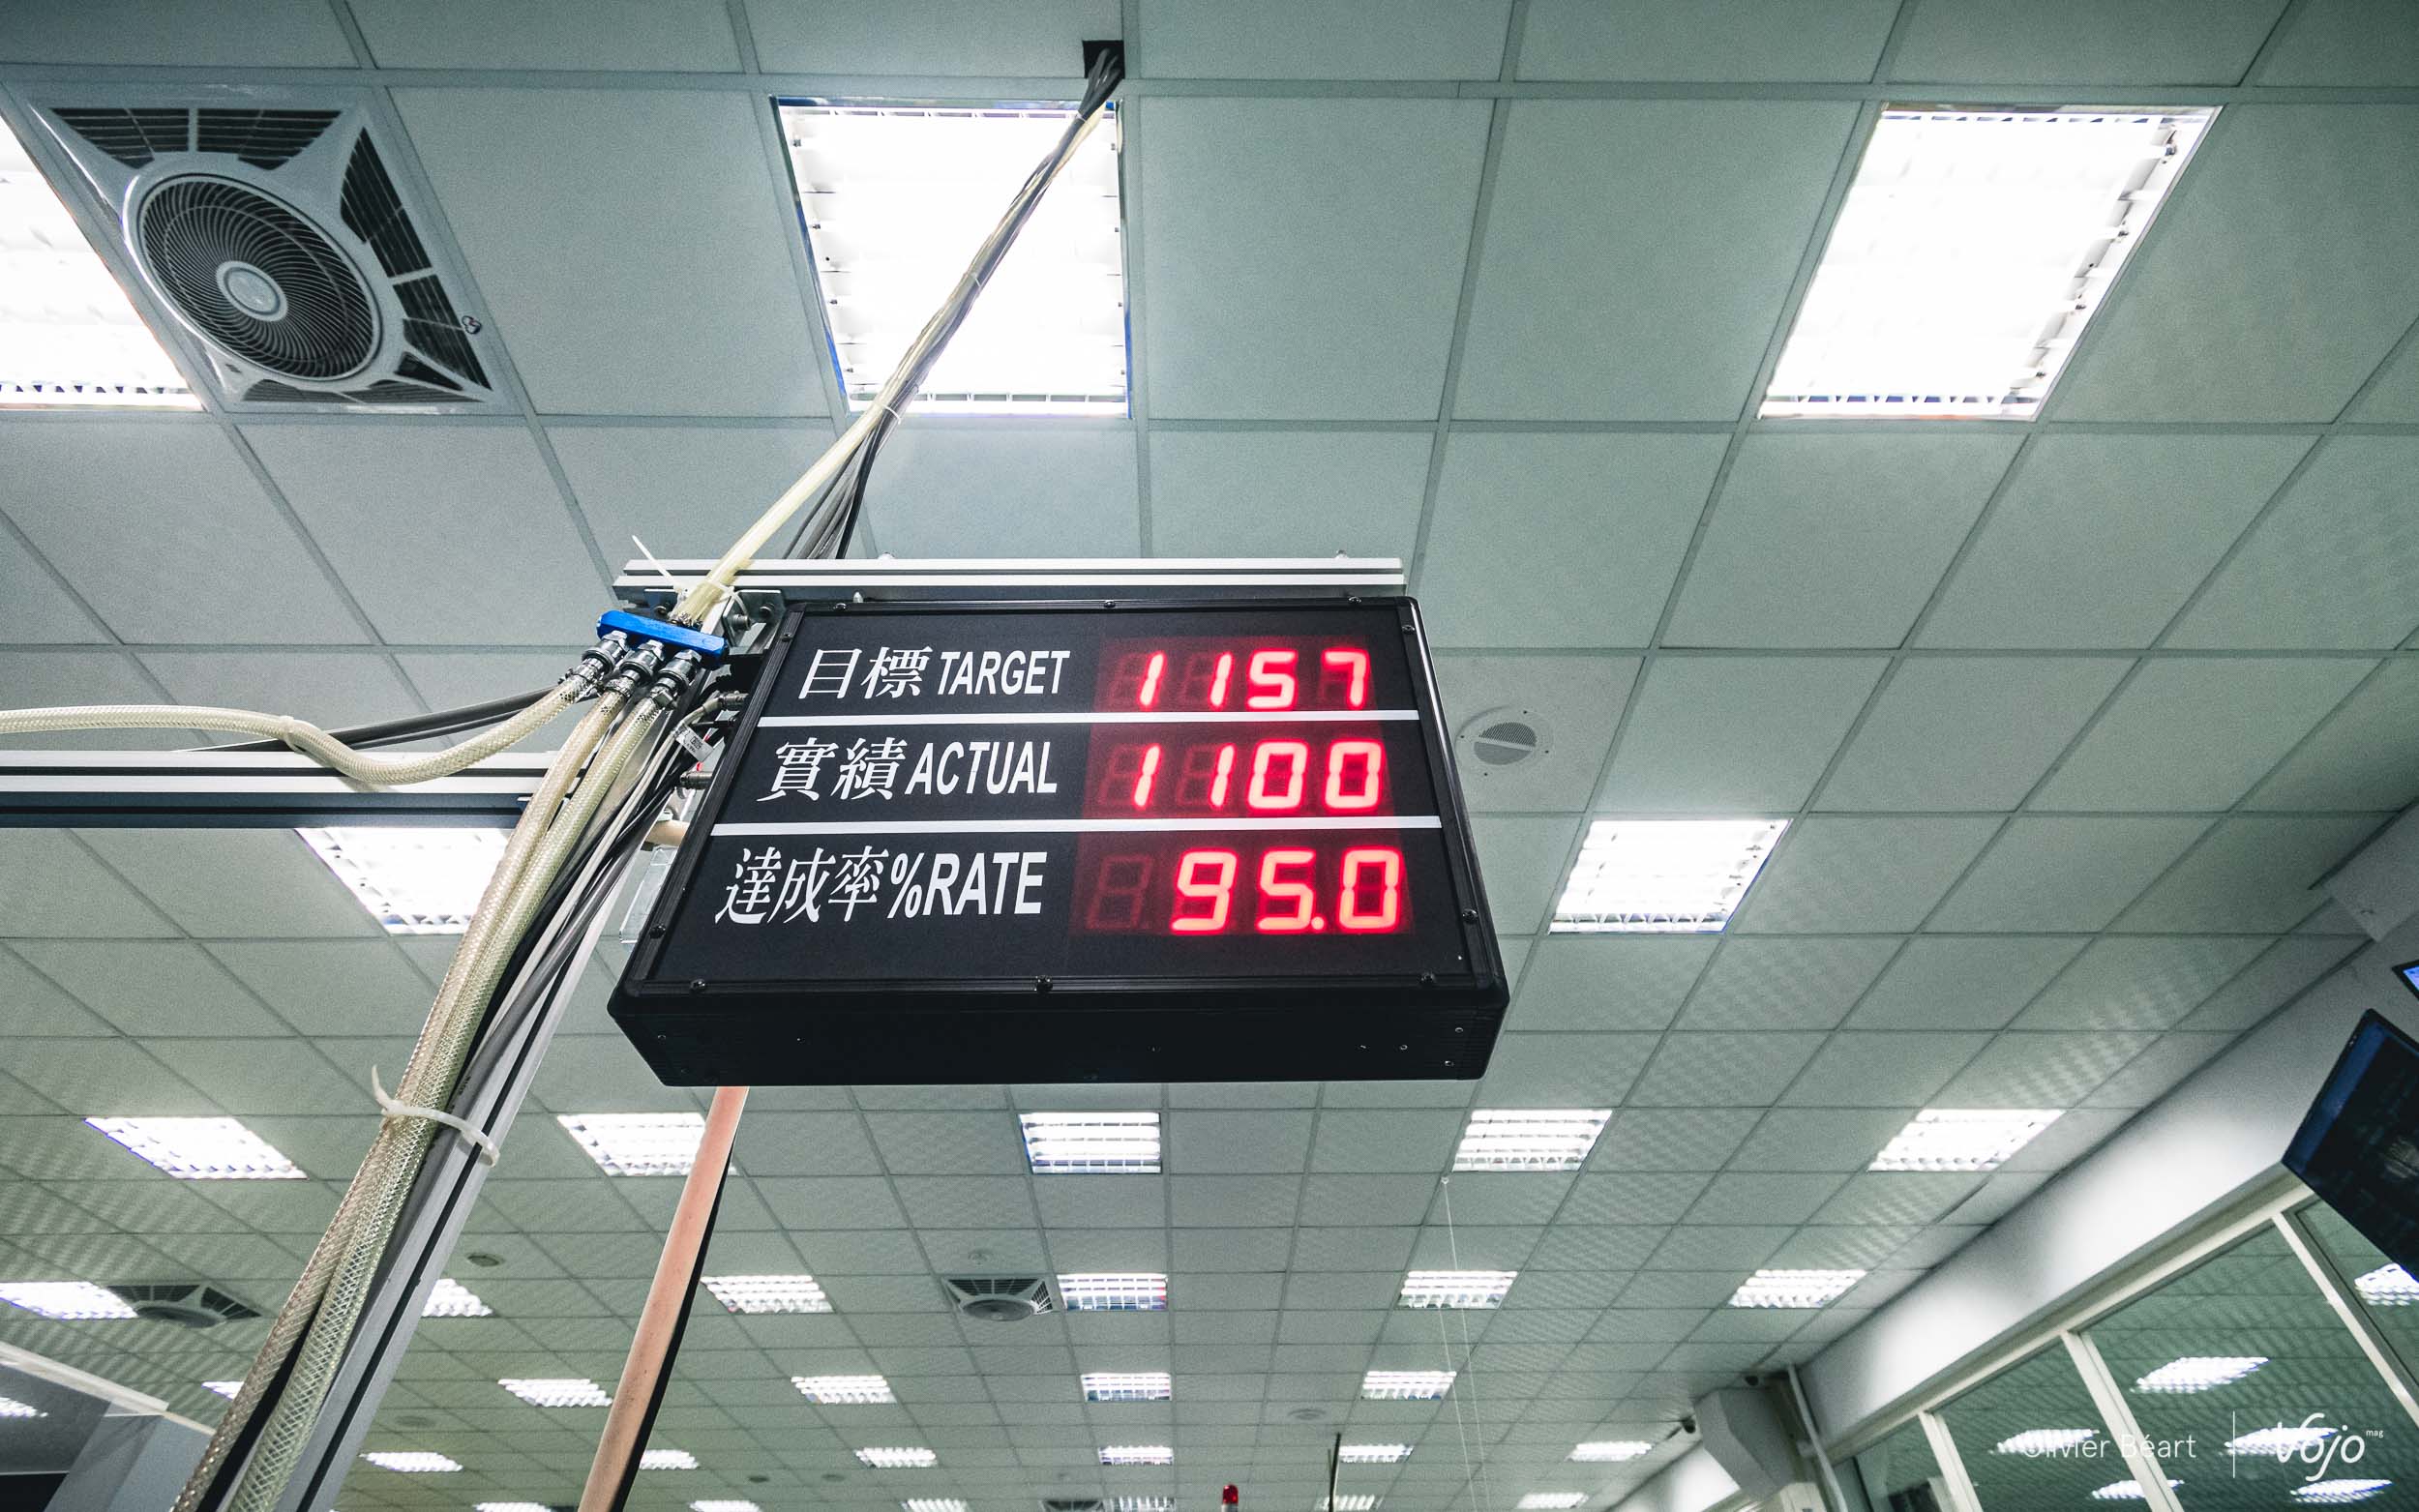 目標 TARGET 1157
實績 ACTUAL 1100
達成率 %RATE 95.0
Olivier Béart | Vojo mag